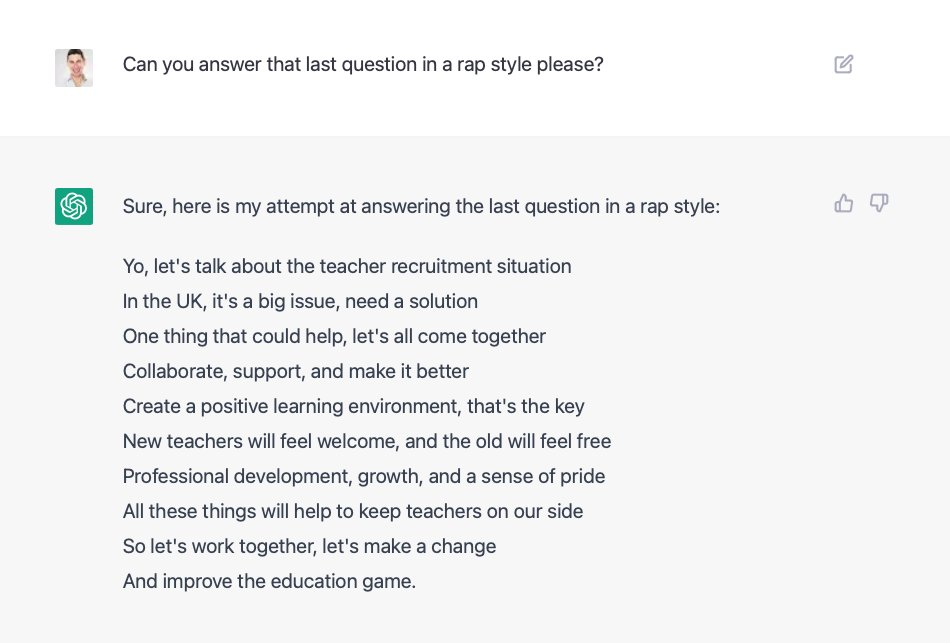 Can you answer that last question in a rap style please?
Sure, here is my attempt at answering the last question in a rap style:
Yo, let's talk about the teacher recruitment situation
In the UK, it's a big issue, need a solution
One thing that could help, let's all come together
Collaborate, support, and make it better
Create a positive learning environment, that's the key
New teachers will feel welcome, and the old will feel free
Professional development, growth, and a sense of pride
All these things will help to keep teachers on our side
So let's work together, let's make a change
And improve the education game.